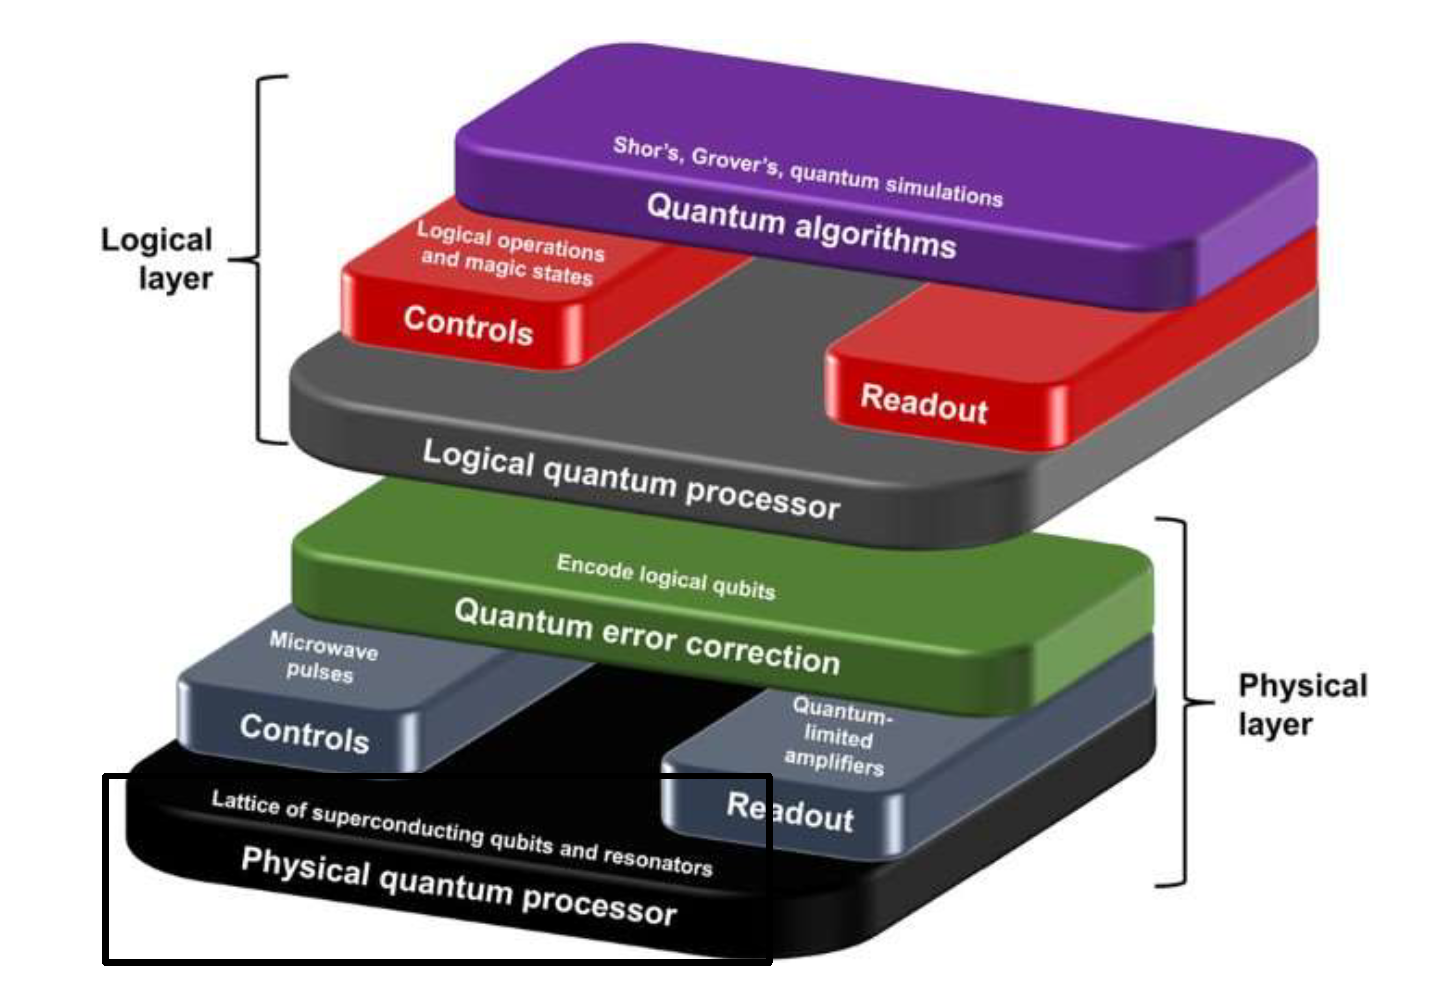 Shor's, Grover's, quantum simulations
Quantum algorithms
Logical
layer
Logical operations
and magic states
Controls
Readout
Logical quantum processor
Encode logical qubits
Quantum error correction
Microwave
pulses
Controls
Quantum-
limited
amplifiers
Readout
Physical
layer
Lattice of superconducting qubits and resonators
Physical quantum processor